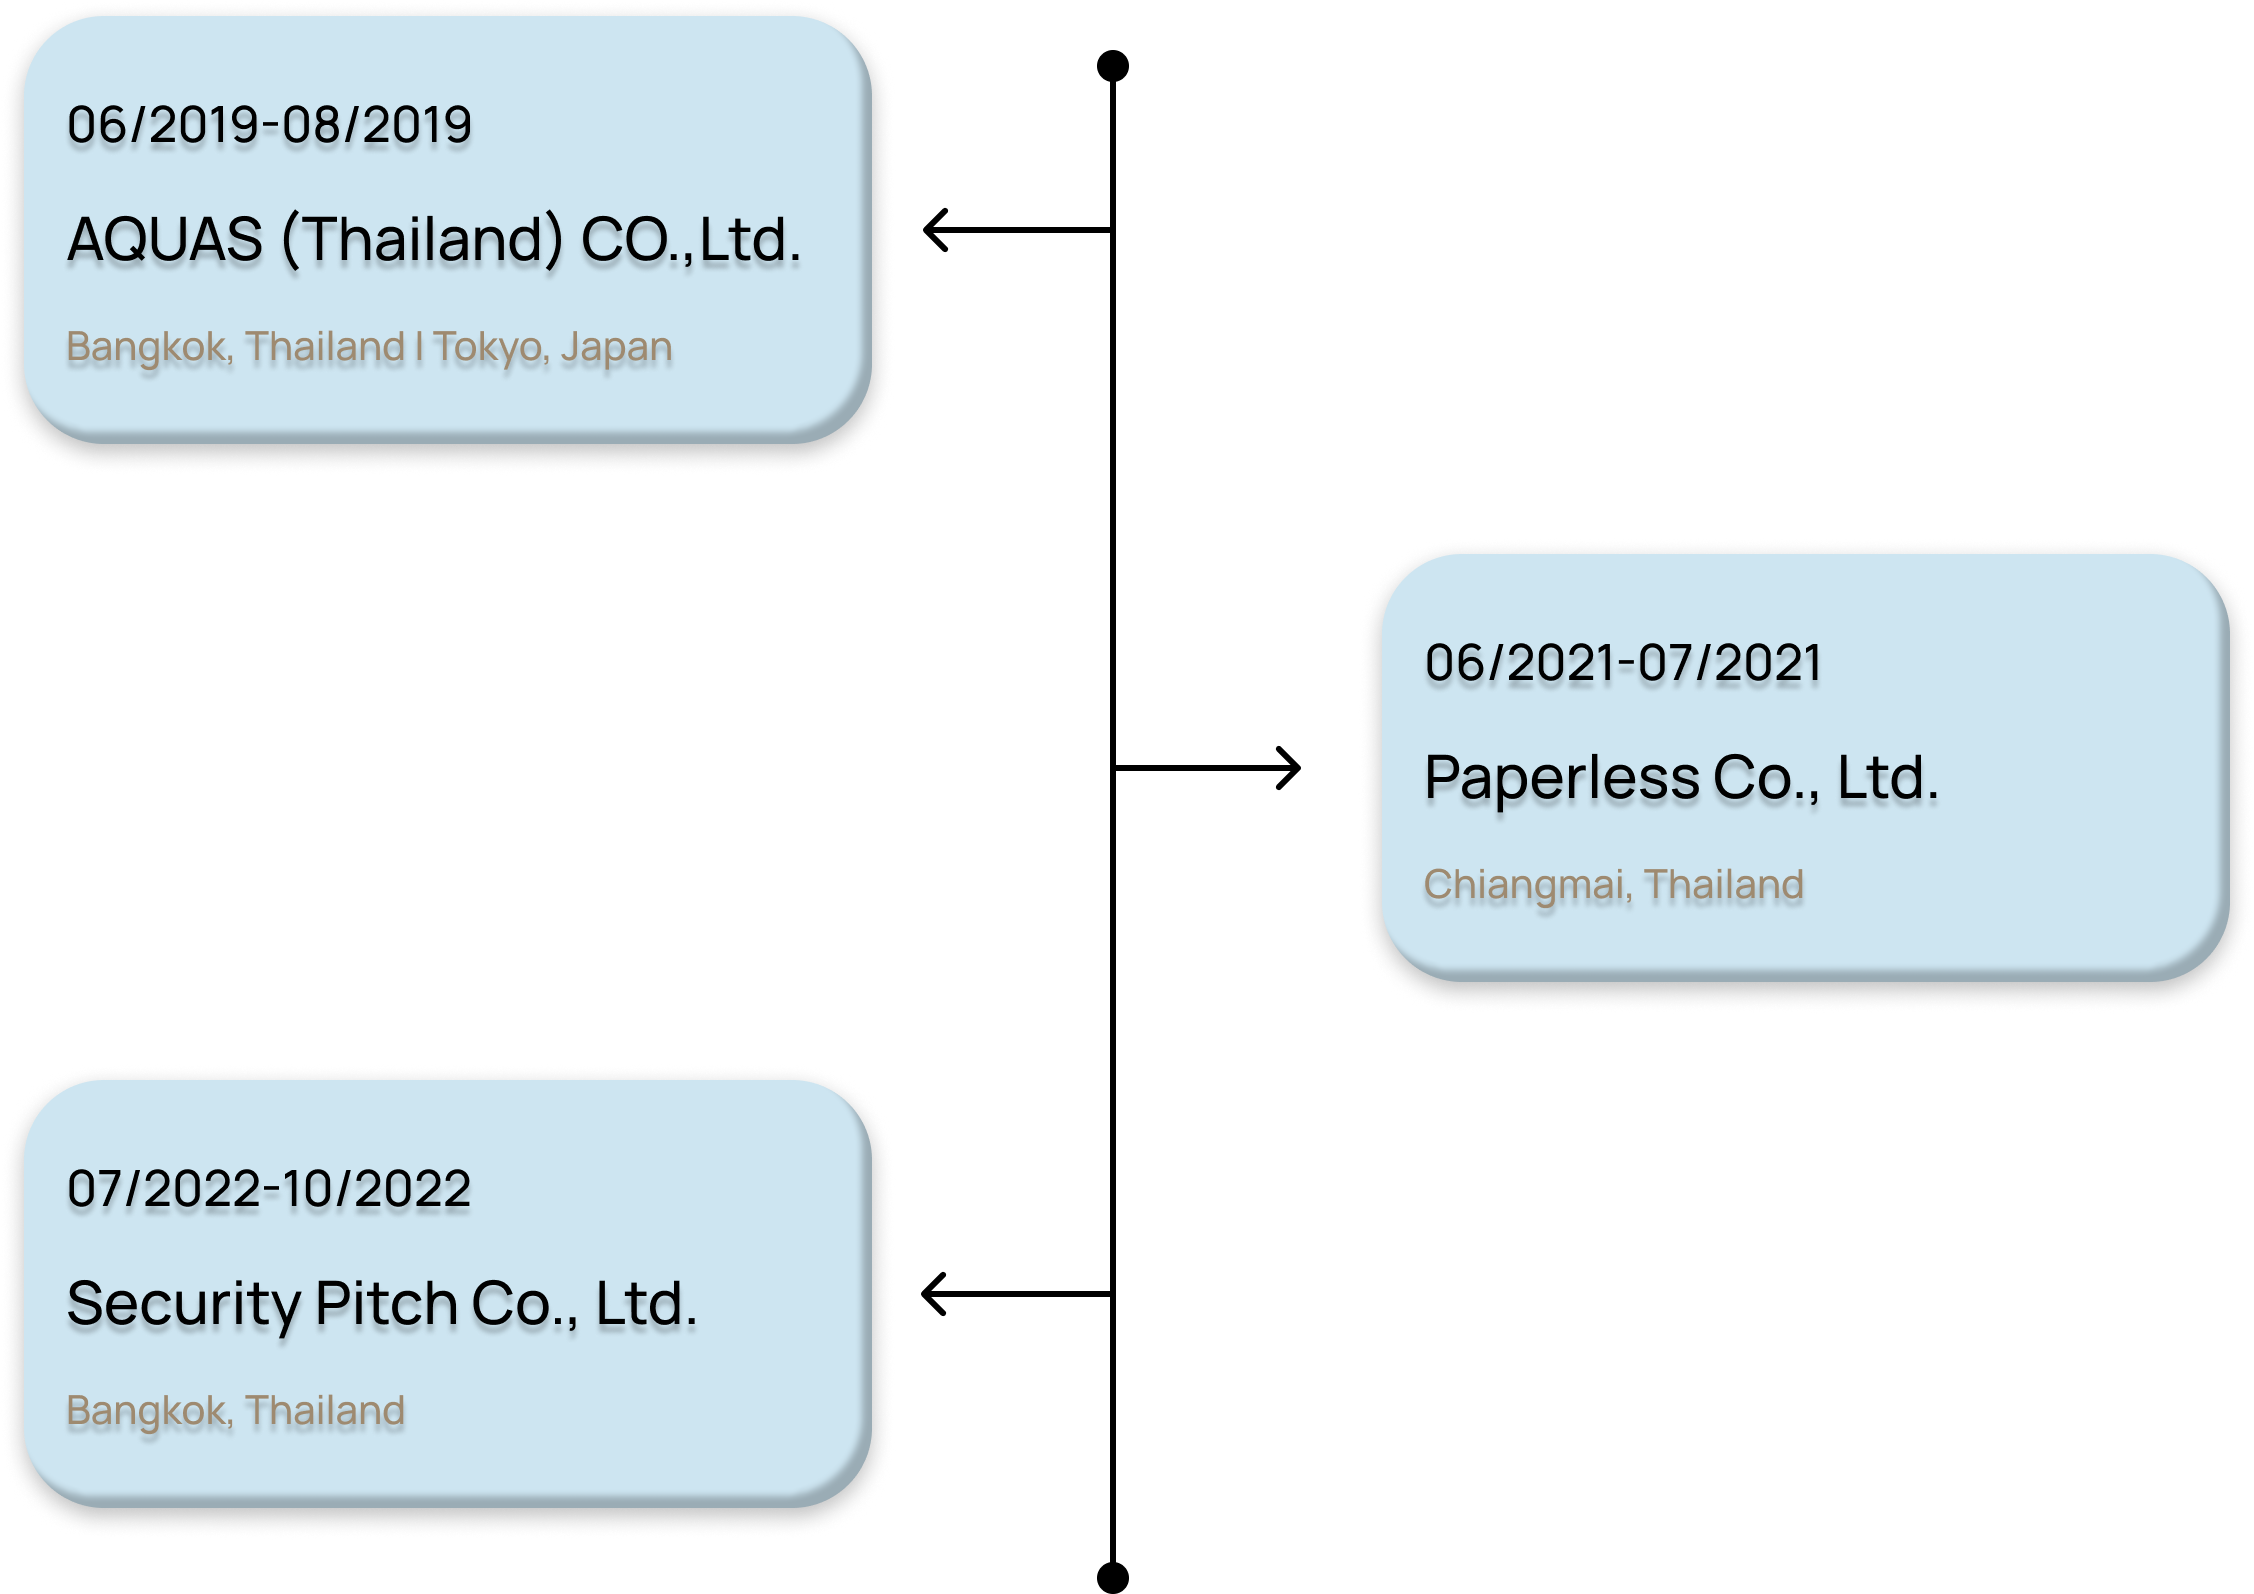 06/2019-08/2019
AQUAS (Thailand) CO.,Ltd.
Bangkok, Thailand | Tokyo, Japan
06/2021-07/2021
Paperless Co., Ltd.
Chiangmai, Thailand
07/2022-10/2022
Security Pitch Co., Ltd.
Bangkok, Thailand